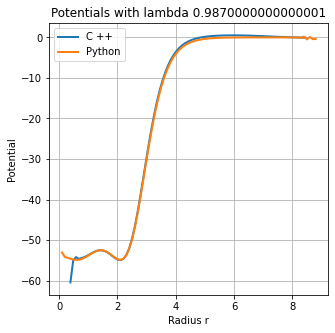 Potentials with lambda 0.9870000000000001
C ++
Python
0
−10
−20
−30
−40
−50
−60
Potential
0 2 4 6 8
Radius r